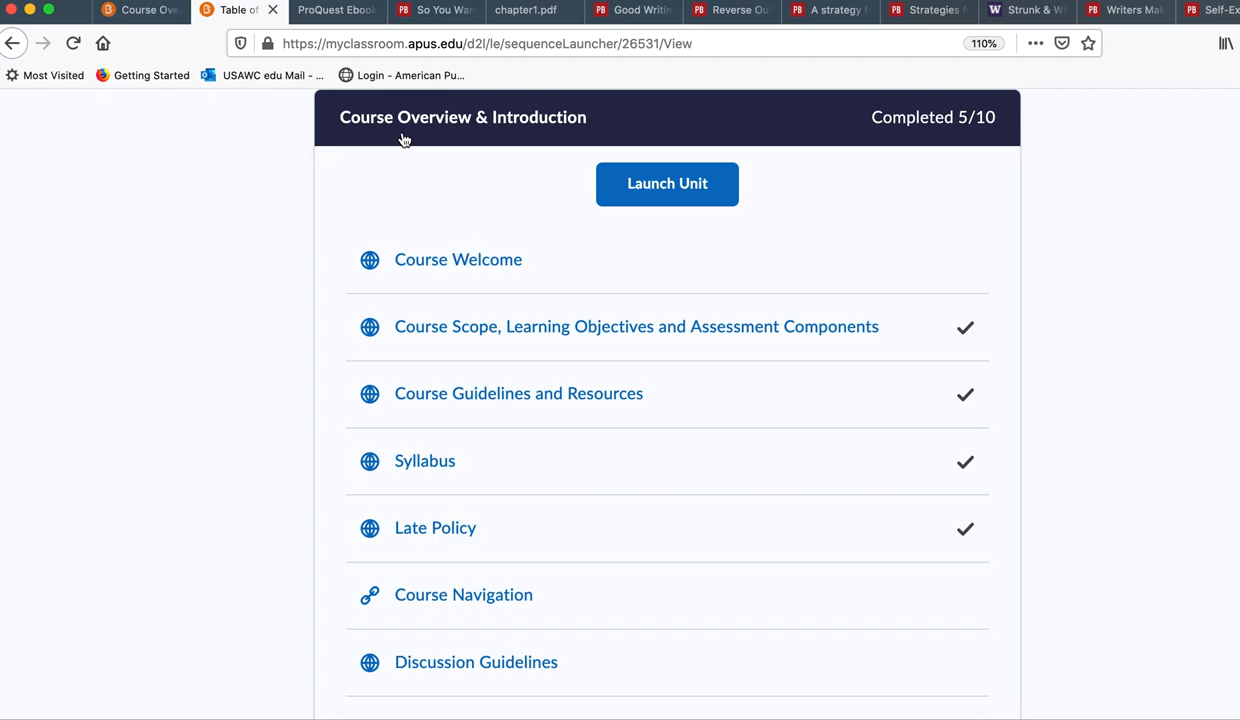 Course Ove
Table of
ProQuest Ebook
So You Wan
chapter1.pdf
Good Writin
Reverse Ou
A strategy f
Strategies f
Strunk & W
Writers Mak
Self-Ex
https://myclassroom.apus.edu/d2l/le/sequenceLauncher/26531/View
110%
Most Visited
Getting Started
USAWC edu Mail - ...
Login - American Pu...
Course Overview & Introduction
Completed 5/10
Launch Unit
Course Welcome
Course Scope, Learning Objectives and Assessment Components
Course Guidelines and Resources
Syllabus
Late Policy
Course Navigation
Discussion Guidelines